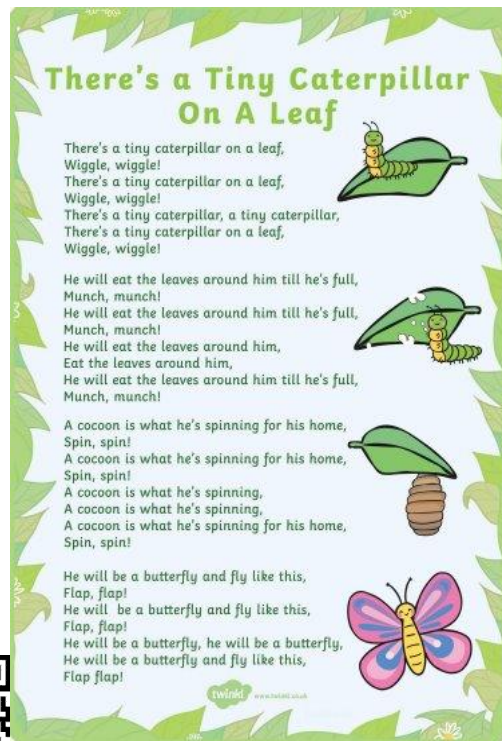 There's a Tiny Caterpillar
On A Leaf
There's a tiny caterpillar on a leaf,
Wiggle, wiggle!
There's a tiny caterpillar on a leaf,
Wiggle, wiggle!
There's a tiny caterpillar, a tiny caterpillar,
There's a tiny caterpillar on a leaf,
Wiggle, wiggle!
He will eat the leaves around him till he's full,
Munch, munch!
He will eat the leaves around him till he's full,
Munch, munch!
He will eat the leaves around him,
Eat the leaves around him,
He will eat the leaves around him till he's full,
Munch, munch!
A cocoon is what he's spinning for his home,
Spin, spin!
A cocoon is what he's spinning for his home,
Spin, spin!
A cocoon is what he's spinning,
A cocoon is what he's spinning,
A cocoon is what he's spinning for his home,
Spin, spin!
He will be a butterfly and fly like this,
Flap, flap!
He will be a butterfly and fly like this,
Flap, flap!
He will be a butterfly, he will be a butterfly,
He will be a butterfly and fly like this,
Flap flap!
twinkl www.twinkl.co.uk